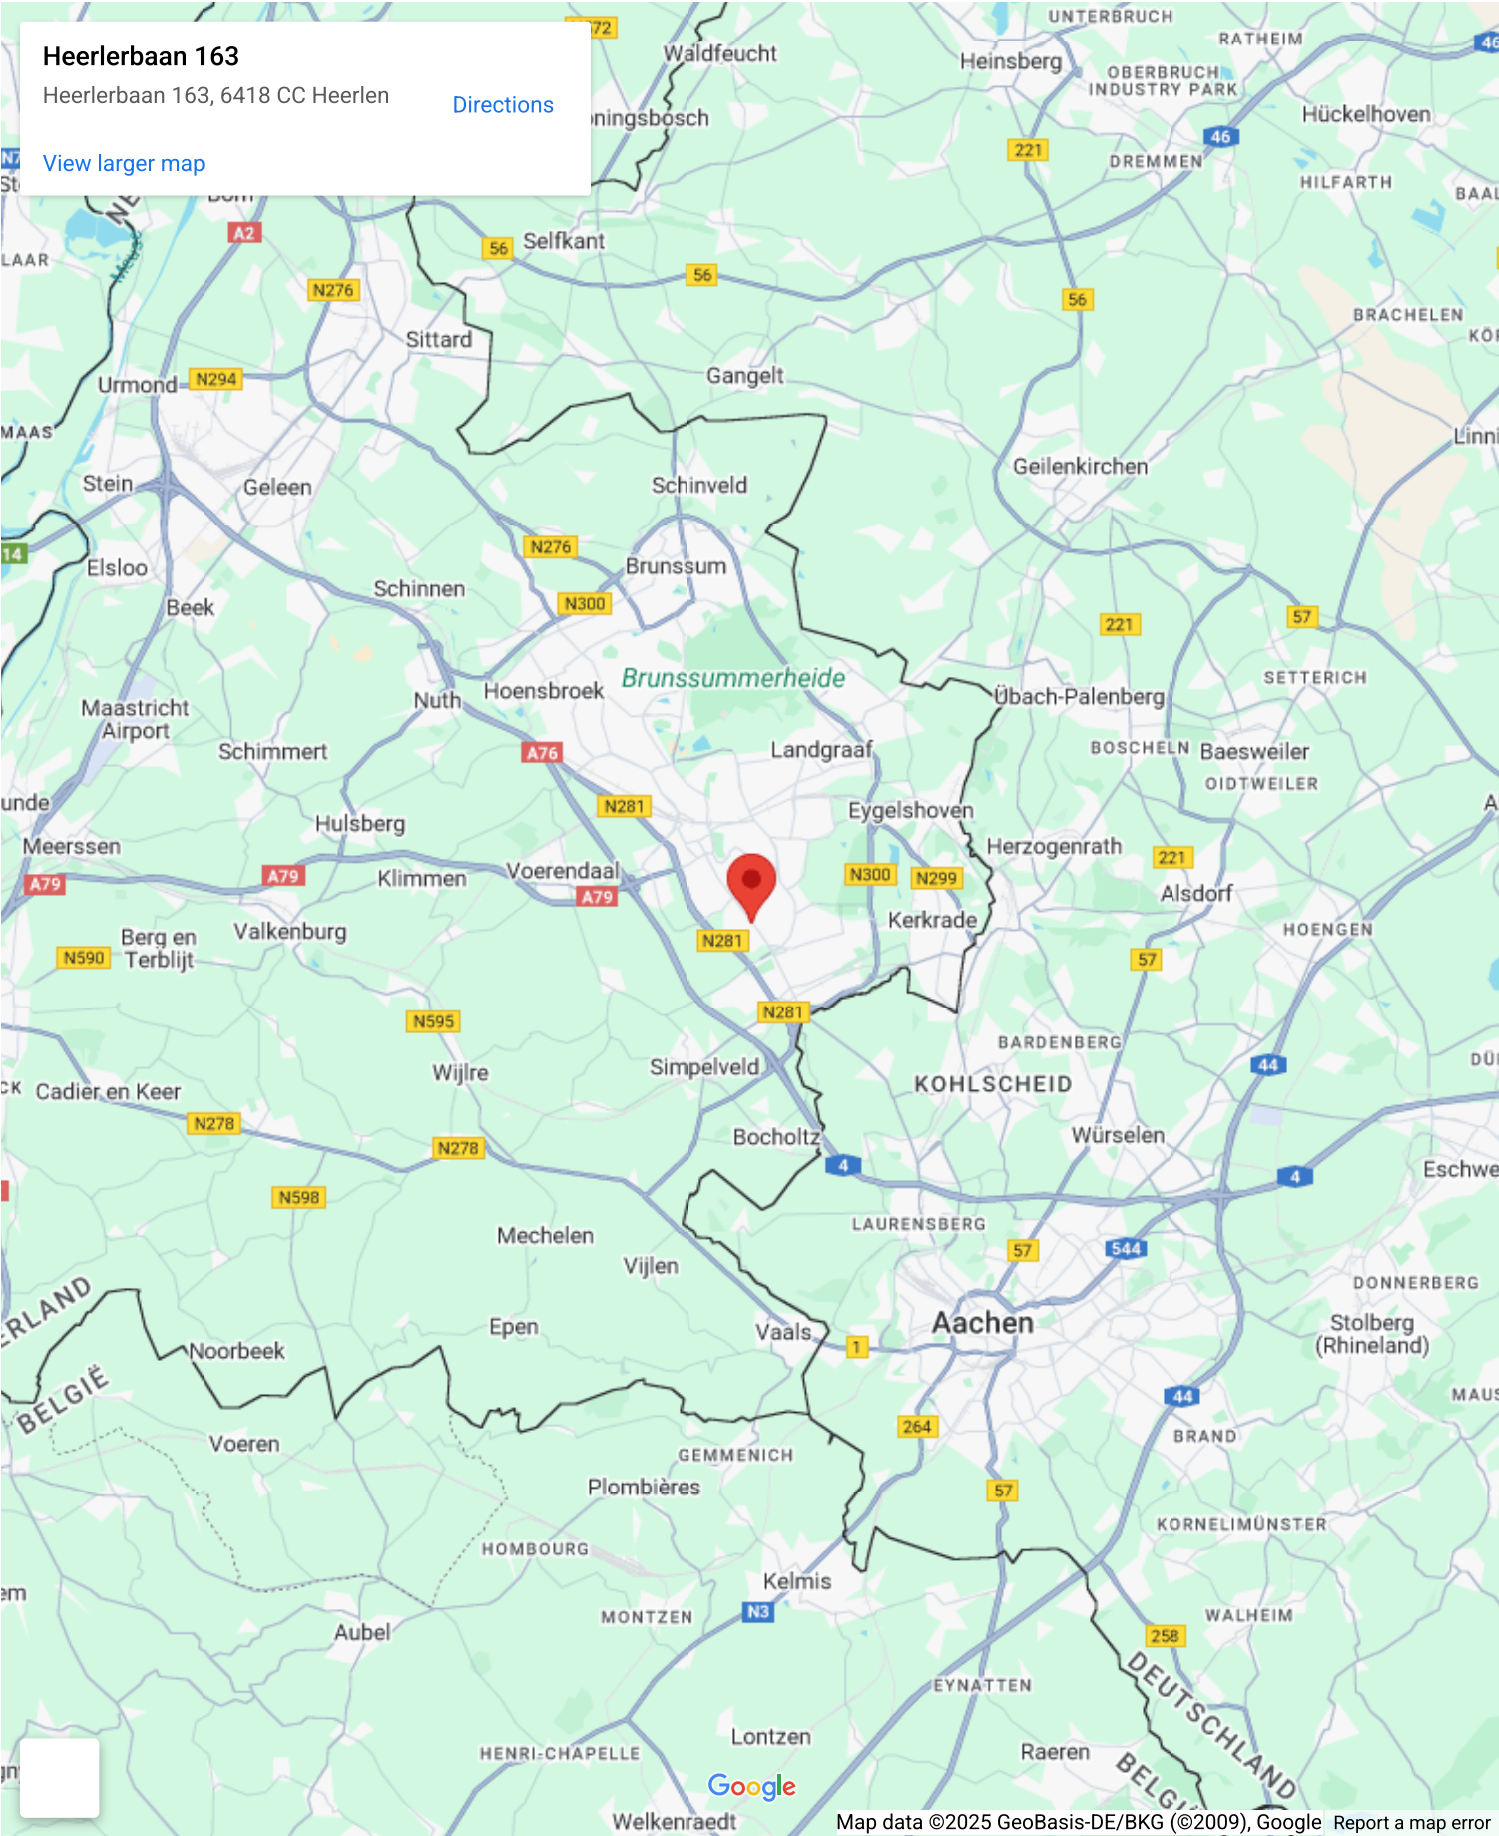 Heerlerbaan 163
Heerlerbaan 163, 6418 CC Heerlen
Directions
View larger map
Waldfeucht
Heinsberg
UNTERBRUCH
RATHEIM
46
OBERBRUCH
INDUSTRY PARK
Hückelhoven
46
221
DREMMEN
HILFARTH
A2
Selfkant
56
56
56
Meuse
N276
BRACHELEN
Sittard
Gangelt
Urmond
N294
MAAS
Geilenkirchen
Stein
Geleen
Schinveld
14
Elsloo
N276
Brunssum
Schinnen
N300
Beek
221
57
Brunssummerheide
SETTERICH
Hoensbroek
Nuth
Übach-Palenberg
Maastricht
Airport
Schimmert
A76
Landgraaf
BOSCHELN
Baesweiler
OIDTWEILER
N281
Eygelshoven
Hulsberg
Meerssen
Herzogenrath
221
A79
A79
Klimmen
Voerendaal
A79
N300
N299
Alsdorf
Kerkrade
Valkenburg
Berg en
Terblijt
N590
N281
HOENGEN
57
N595
N281
BARDENBERG
Wijlre
Simpelveld
44
KOHLSCHEID
Cadier en Keer
N278
N278
Bocholtz
Würselen
4
4
N598
Mechelen
LAURENSBERG
57
544
Vijlen
DONNERBERG
Epen
Vaals
Aachen
Stolberg
(Rhineland)
1
Noorbeek
BELGIË
44
264
BRAND
Voeren
GEMMENICH
Plombières
57
KORNELIMÜNSTER
HOMBOURG
Kelmis
N3
MONTZEN
WALHEIM
Aubel
258
EYNATTEN
DEUTSCHLAND
Lontzen
HENRI-CHAPELLE
Raeren
Google
Welkenraedt
Map data ©2025 GeoBasis-DE/BKG (©2009), Google
Report a map error